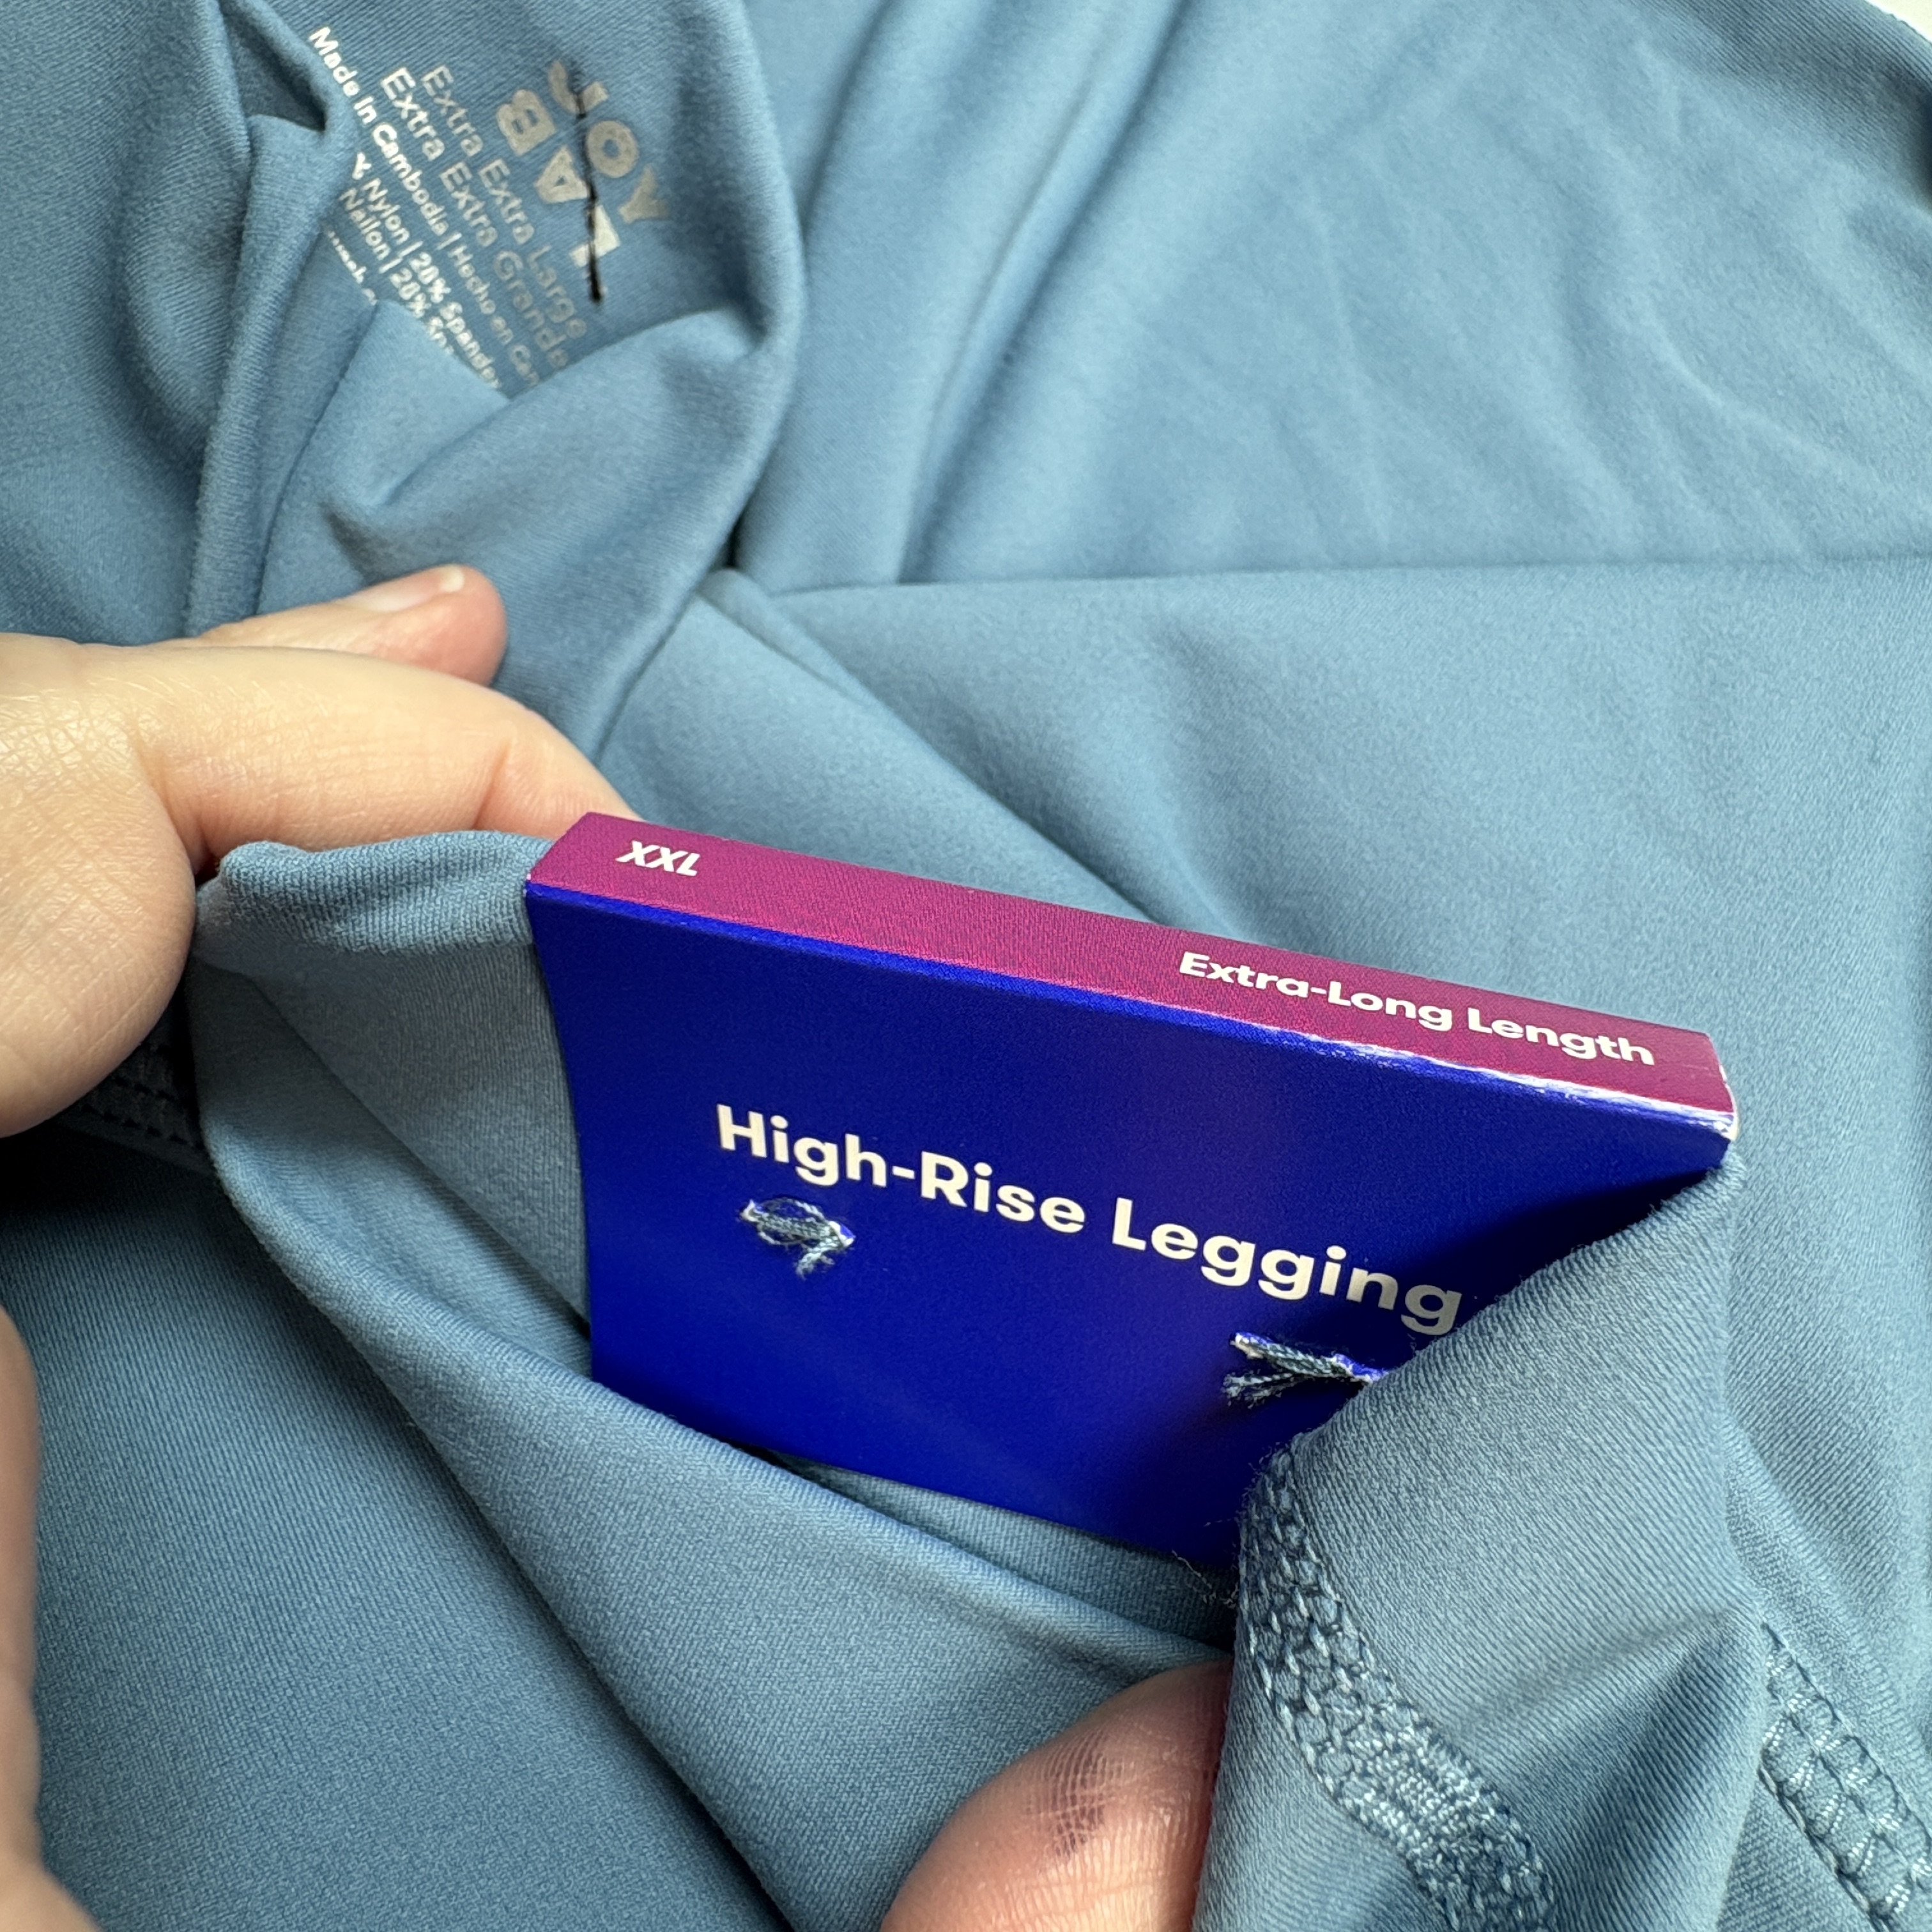 JOY
LAB
Extra Extra Large
Extra Extra Grande
Made in Cambodia | Hecho en Cam
Nylon | 20% Spandex
Nailon | 20%
XXL
Extra-Long Length
High-Rise Legging